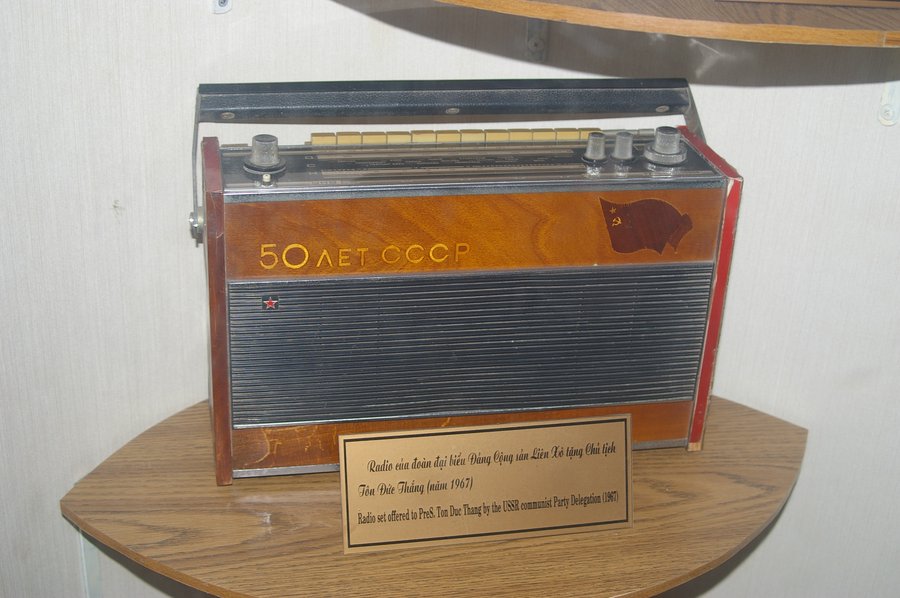 50 ЛЕТ СССР
Radio của đoàn đại biểu Đảng Cộng sản Liên Xô tặng Chủ tịch
Tôn Đức Thắng (năm 1967)
Radio set offered to PreS. Ton Duc Thang by the USSR communist Party Delegation (1967)